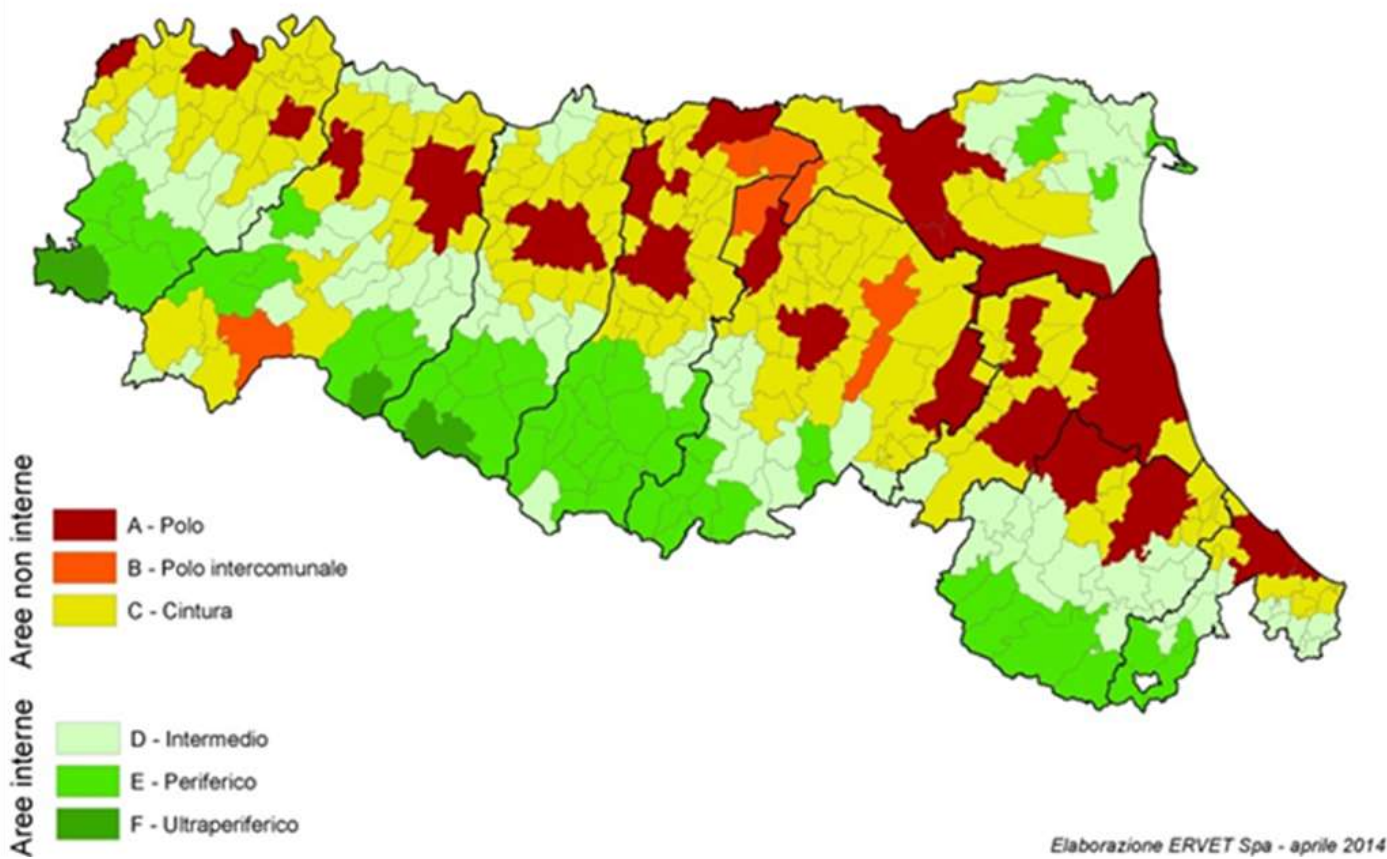 Aree non interne
A - Polo
B - Polo intercomunale
C - Cintura
Aree interne
D - Intermedio
E - Periferico
F - Ultraperiferico
Elaborazione ERVET Spa - aprile 2014